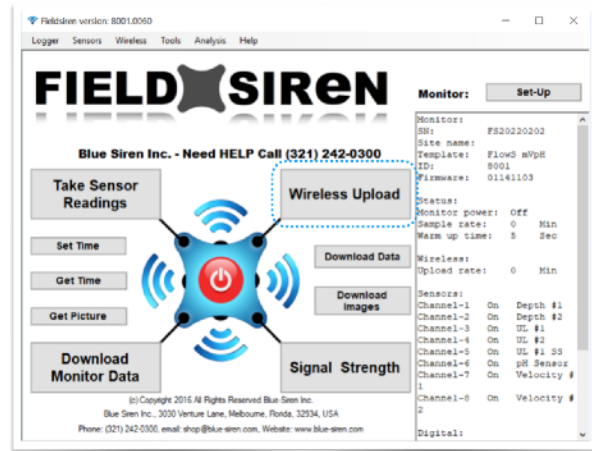 Fieldsiren version: 8001.0060
Logger Sensors Wireless Tools Analysis Help
FIELD SIReN
Blue Siren Inc. - Need HELP Call (321) 242-0300
Take Sensor
Readings
Wireless Upload
Set Time
Get Time
Get Picture
Download Data
Download
Images
Download
Monitor Data
Signal Strength
(c) Copyright 2016 All Rights Reserved Blue Siren Inc.
Blue Siren Inc., 3030 Venture Lane, Melbourne, Florida, 32934, USA
Phone: (321) 242-0300, email: shop@blue-siren.com, Website: www.blue-siren.com
Monitor: Set-Up
Monitor:
SN: FS20220202
Site name:
Template: FlowS mVpH
ID: 8001
Firmware: 01141103
Status:
Monitor power: Off
Sample rate: 0 Min
Warm up time: 5 Sec
Wireless:
Upload rate: 0 Min
Sensors:
Channel-1 On Depth #1
Channel-2 On Depth #2
Channel-3 On UL #1
Channel-4 On UL #2
Channel-5 On UL #1 SS
Channel-6 On pH Sensor
Channel-7 On Velocity #
1
Channel-8 On Velocity #
2
Digital: